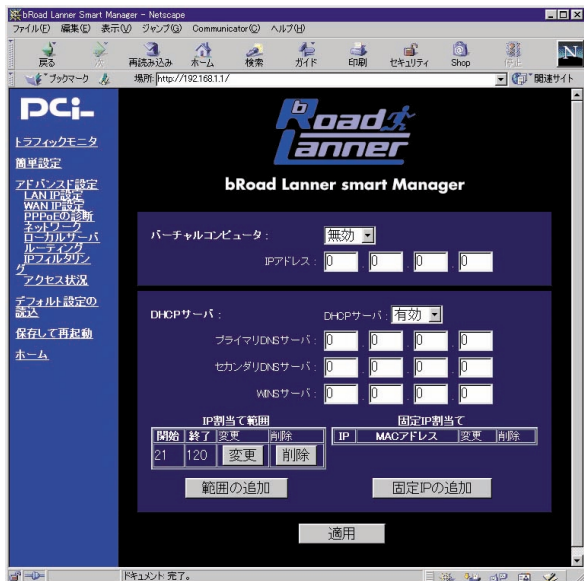 bRoad Lanner Smart Manager - Netscape
ファイル(F) 編集(E) 表示(V) ジャンプ(G) Communicator(C) ヘルプ(H)
戻る 次へ 再読み込み ホーム 検索 ガイド 印刷 セキュリティ Shop 停止
ブックマーク 場所: http://192.168.1.1/ 関連サイト
PCi
トラフィックモニタ
簡単設定
アドバンスド設定
LAN IP設定
WAN IP設定
PPPoEの診断
ネットワーク
ローカルサーバ
ルーティング
IPフィルタリン
グ
アクセス状況
デフォルト設定の
読込
保存して再起動
ホーム
bRoad
Lanner
bRoad Lanner smart Manager
バーチャルコンピュータ : 無効
IPアドレス : 0 . 0 . 0 . 0
DHCPサーバ : DHCPサーバ : 有効
プライマリDNSサーバ : 0 . 0 . 0 . 0
セカンダリDNSサーバ : 0 . 0 . 0 . 0
WINSサーバ : 0 . 0 . 0 . 0
IP割当て範囲
開始 終了 変更 削除
21 120 変更 削除
範囲の追加
固定IP割当て
IP MACアドレス 変更 削除
固定IPの追加
適用
ドキュメント 完了。